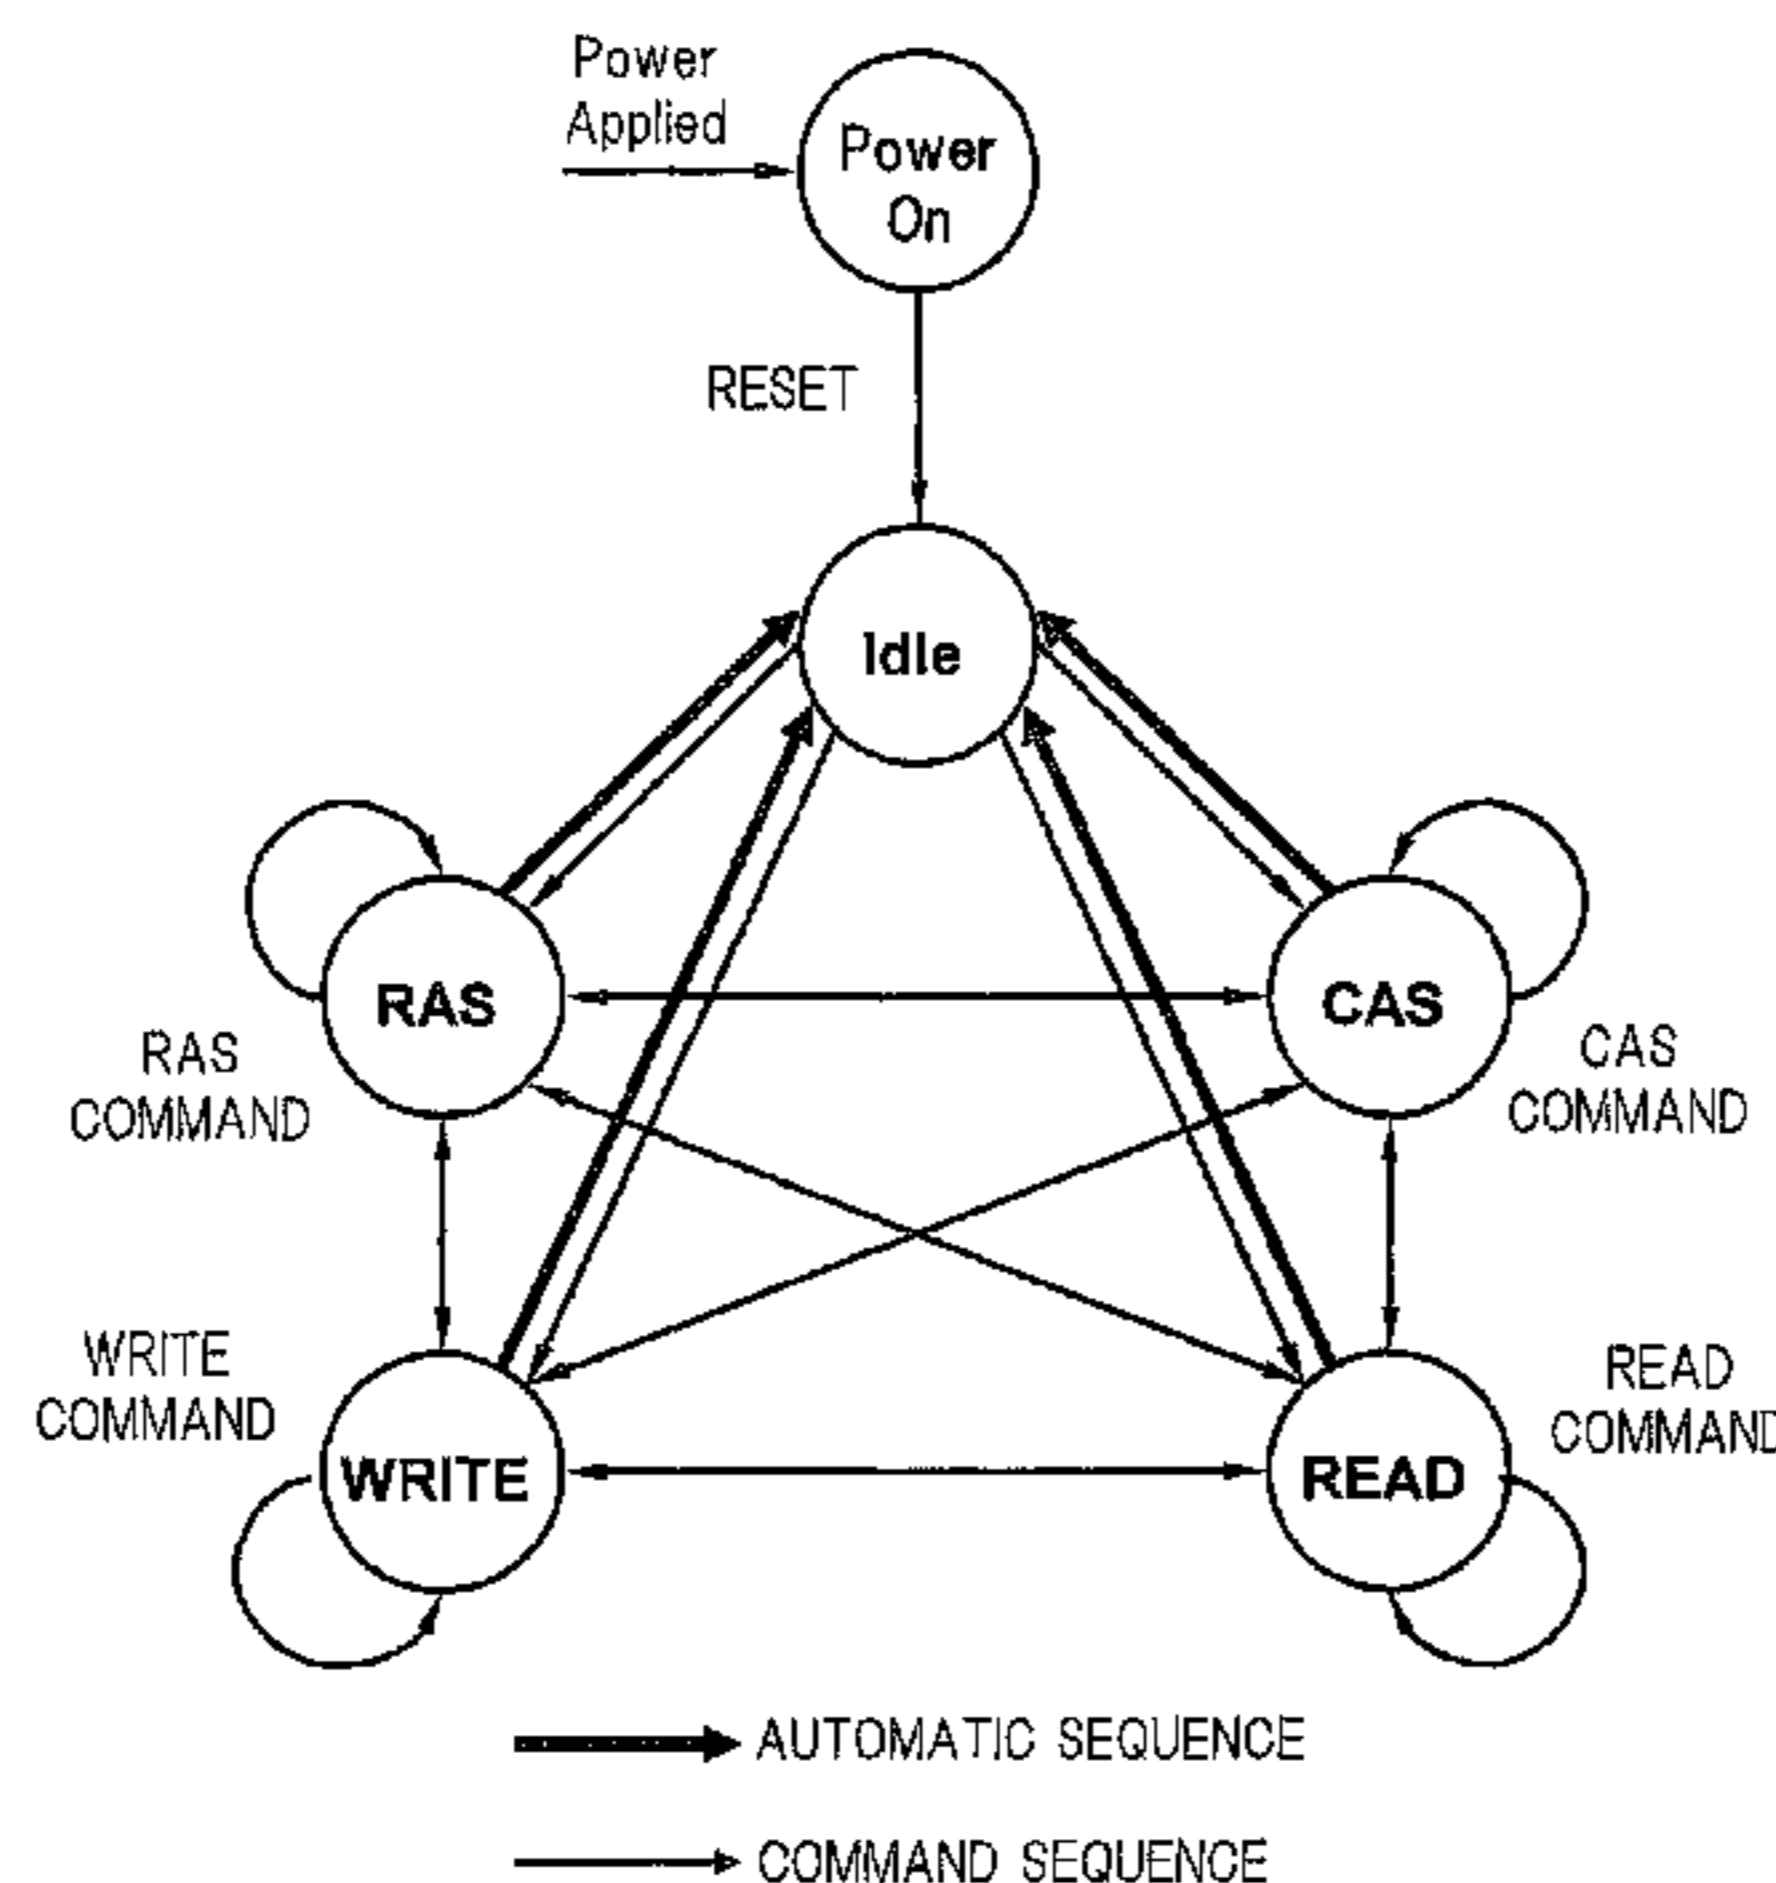 Power
Applied
Power
On
RESET
Idle
RAS
CAS
RAS
COMMAND
CAS
COMMAND
WRITE
COMMAND
READ
COMMAND
WRITE
READ
AUTOMATIC SEQUENCE
COMMAND SEQUENCE